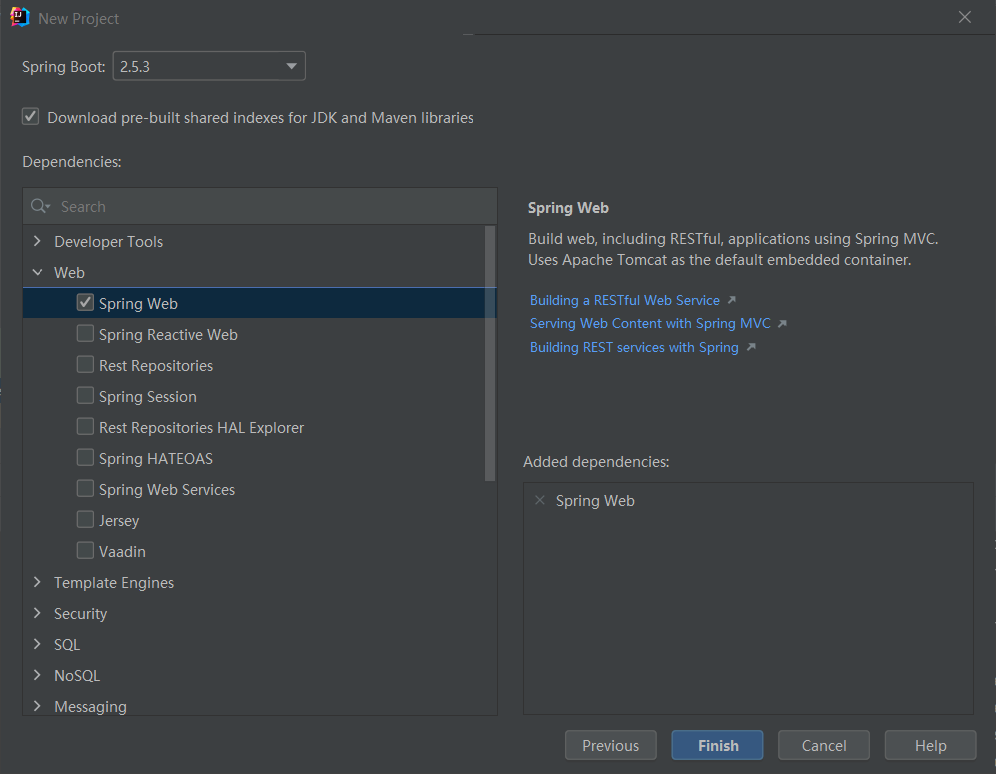 New Project
Spring Boot: 2.5.3
Download pre-built shared indexes for JDK and Maven libraries
Dependencies:
Search
Developer Tools
Web
Spring Web
Spring Reactive Web
Rest Repositories
Spring Session
Rest Repositories HAL Explorer
Spring HATEOAS
Spring Web Services
Jersey
Vaadin
Template Engines
Security
SQL
NoSQL
Messaging
Spring Web
Build web, including RESTful, applications using Spring MVC.
Uses Apache Tomcat as the default embedded container.
Building a RESTful Web Service
Serving Web Content with Spring MVC
Building REST services with Spring
Added dependencies:
Spring Web
Previous Finish Cancel Help